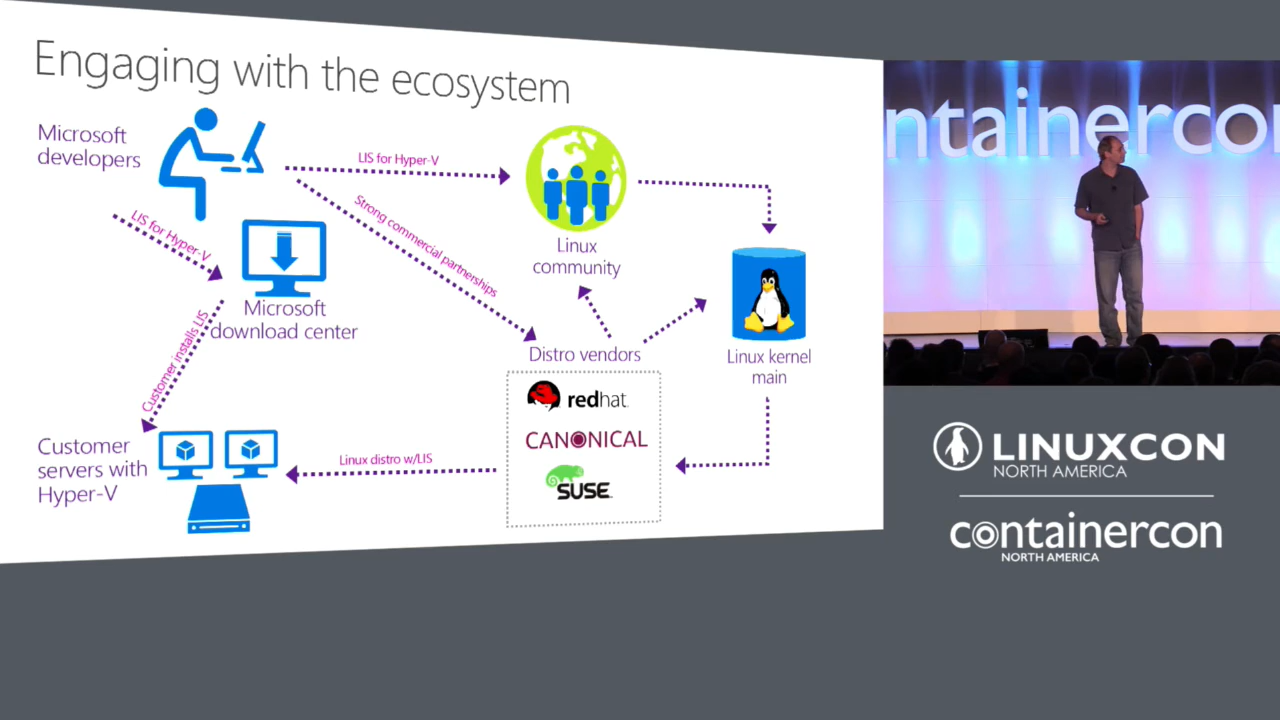 Engaging with the ecosystem
Microsoft
developers
LIS for Hyper-V
LIS for Hyper-V
Strong commercial partnerships
Linux
community
Microsoft
download center
Customer installs LIS
Distro vendors
Linux kernel
main
redhat.
CANONICAL
SUSE
Linux distro w/LIS
Customer
servers with
Hyper-V
ntainerco
LINUXCON
NORTH AMERICA
containercon
NORTH AMERICA